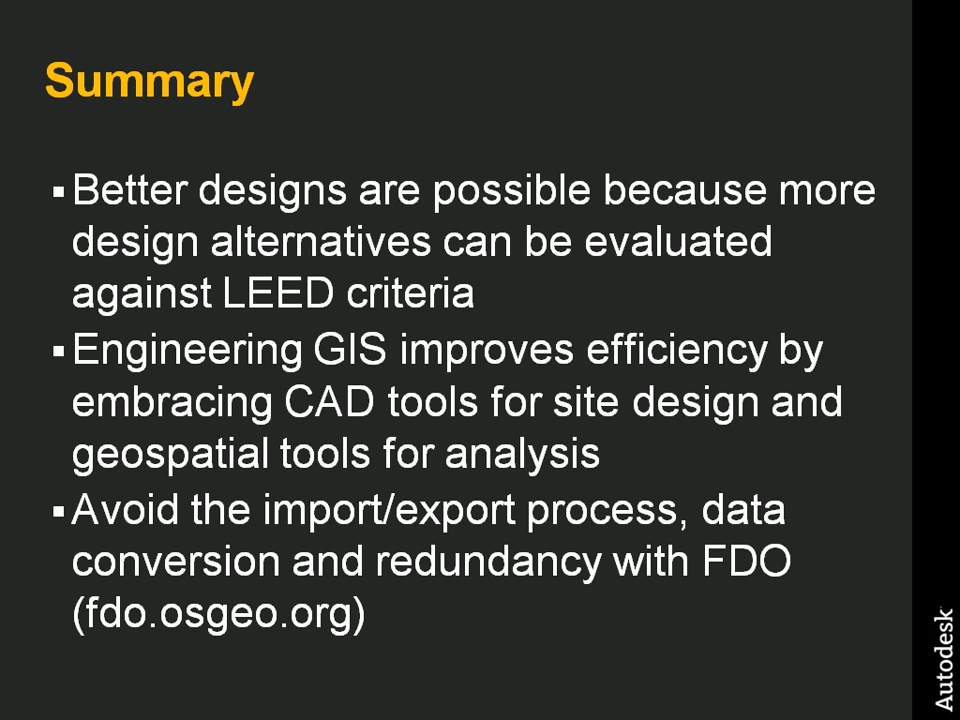 Summary
▪ Better designs are possible because more
design alternatives can be evaluated
against LEED criteria
▪ Engineering GIS improves efficiency by
embracing CAD tools for site design and
geospatial tools for analysis
▪ Avoid the import/export process, data
conversion and redundancy with FDO
(fdo.osgeo.org)
Autodesk